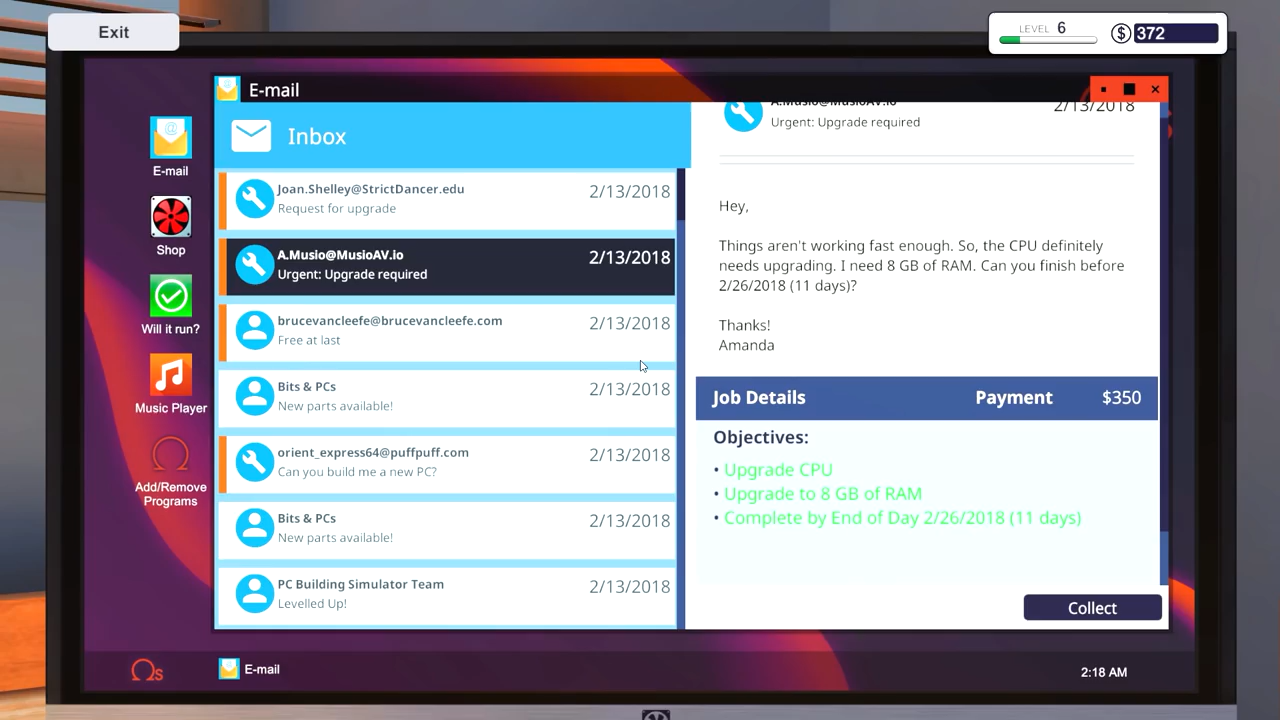 Exit
LEVEL 6
$ 372
E-mail
Inbox
E-mail
Shop
Will it run?
Music Player
Add/Remove
Programs
Joan.Shelley@StrictDancer.edu
2/13/2018
Request for upgrade
A.Musio@MusioAV.io
2/13/2018
Urgent: Upgrade required
brucevancleefe@brucevancleefe.com
2/13/2018
Free at last
Bits & PCs
2/13/2018
New parts available!
orient_express64@puffpuff.com
2/13/2018
Can you build me a new PC?
Bits & PCs
2/13/2018
New parts available!
PC Building Simulator Team
2/13/2018
Levelled Up!
A.Musio@MusioAV.io
2/13/2018
Urgent: Upgrade required
Hey,
Things aren't working fast enough. So, the CPU definitely
needs upgrading. I need 8 GB of RAM. Can you finish before
2/26/2018 (11 days)?
Thanks!
Amanda
Job Details Payment $350
Objectives:
• Upgrade CPU
• Upgrade to 8 GB of RAM
• Complete by End of Day 2/26/2018 (11 days)
Collect
Ωs
E-mail
2:18 AM